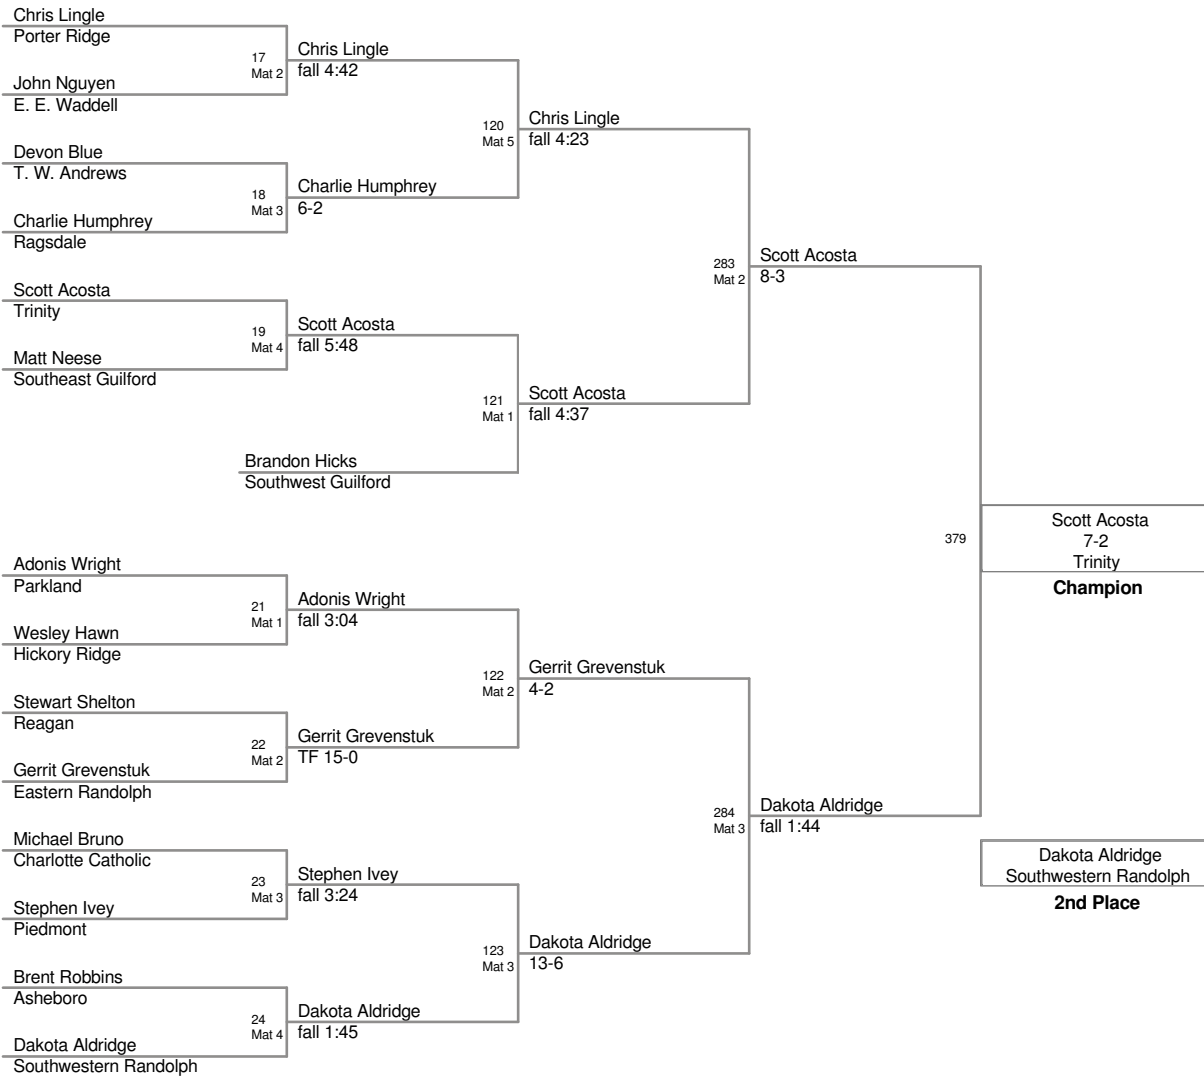 Chris Lingle
Porter Ridge
17
Mat 2
Chris Lingle
fall 4:42
John Nguyen
E. E. Waddell
120
Mat 5
Chris Lingle
fall 4:23
Devon Blue
T. W. Andrews
18
Mat 3
Charlie Humphrey
6-2
Charlie Humphrey
Ragsdale
283
Mat 2
Scott Acosta
8-3
Scott Acosta
Trinity
19
Mat 4
Scott Acosta
fall 5:48
Matt Neese
Southeast Guilford
121
Mat 1
Scott Acosta
fall 4:37
Brandon Hicks
Southwest Guilford
379
Scott Acosta
7-2
Trinity
Champion
Adonis Wright
Parkland
21
Mat 1
Adonis Wright
fall 3:04
Wesley Hawn
Hickory Ridge
122
Mat 2
Gerrit Grevenstuk
4-2
Stewart Shelton
Reagan
22
Mat 2
Gerrit Grevenstuk
TF 15-0
Gerrit Grevenstuk
Eastern Randolph
284
Mat 3
Dakota Aldridge
fall 1:44
Michael Bruno
Charlotte Catholic
23
Mat 3
Stephen Ivey
fall 3:24
Stephen Ivey
Piedmont
123
Mat 3
Dakota Aldridge
13-6
Brent Robbins
Asheboro
24
Mat 4
Dakota Aldridge
fall 1:45
Dakota Aldridge
Southwestern Randolph
Dakota Aldridge
Southwestern Randolph
2nd Place